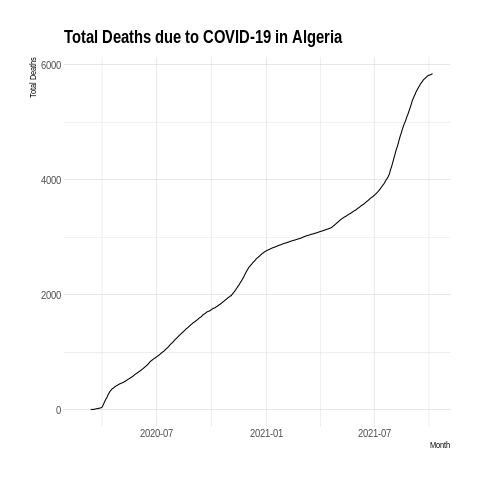 Total Deaths due to COVID-19 in Algeria
Total Deaths
6000
4000
2000
0
2020-07 2021-01 2021-07
Month